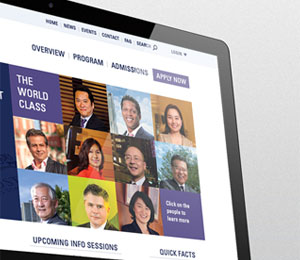 HOME | NEWS | EVENTS | CONTACT | FAQ | SEARCH
LOGIN
OVERVIEW | PROGRAM | ADMISSIONS
APPLY NOW
THE
WORLD
CLASS
Click on
the people
to learn
more
UPCOMING INFO SESSIONS
QUICK FACTS